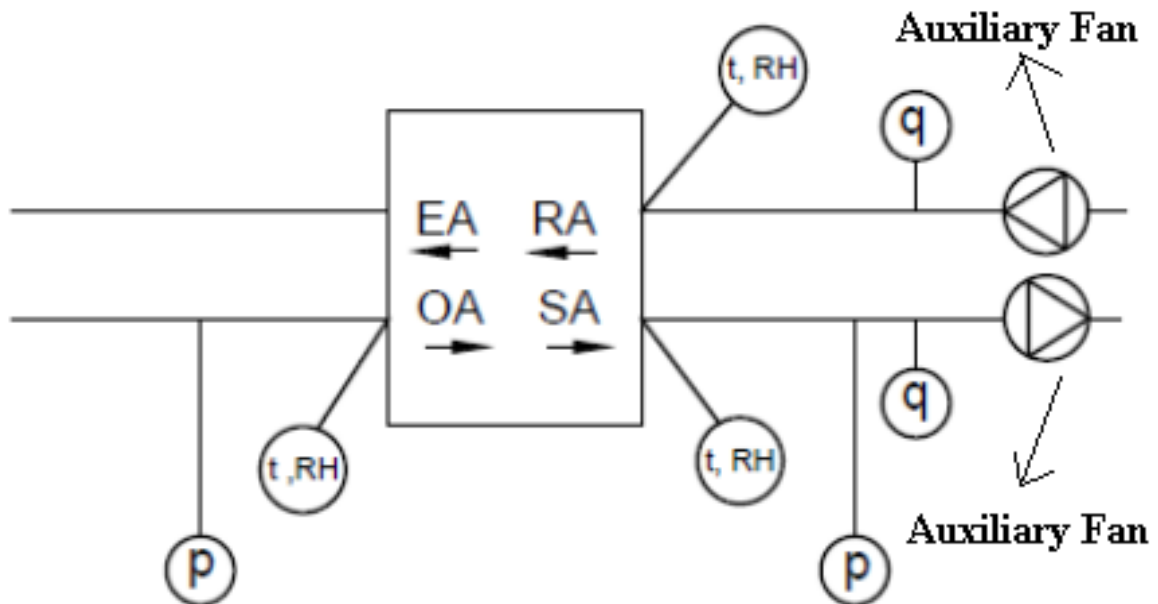 Auxiliary Fan
t, RH
q
EA RA
OA SA
q
t ,RH
t, RH
Auxiliary Fan
p
p